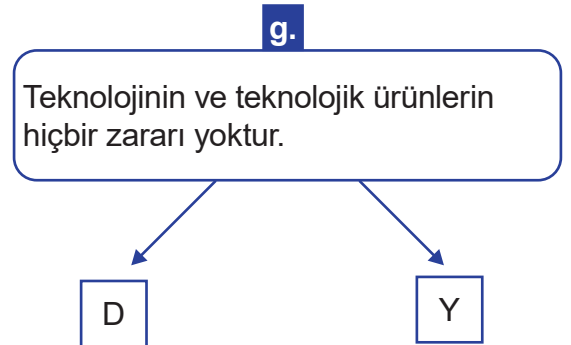 g.
Teknolojinin ve teknolojik ürünlerin
hiçbir zararı yoktur.
D
Y